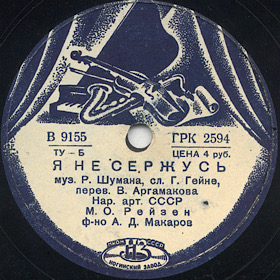 В 9155 ГРК 2594
ТУ – Б ЦЕНА 4 руб.
Я НЕ СЕРЖУСЬ
муз. Р. Шумана, сл. Г. Гейне,
перев. В. Аргамакова
Нар. арт. СССР
М. О. Рейзен
ф-но А. Д. Макаров
НОГИНСКИЙ ЗАВОД